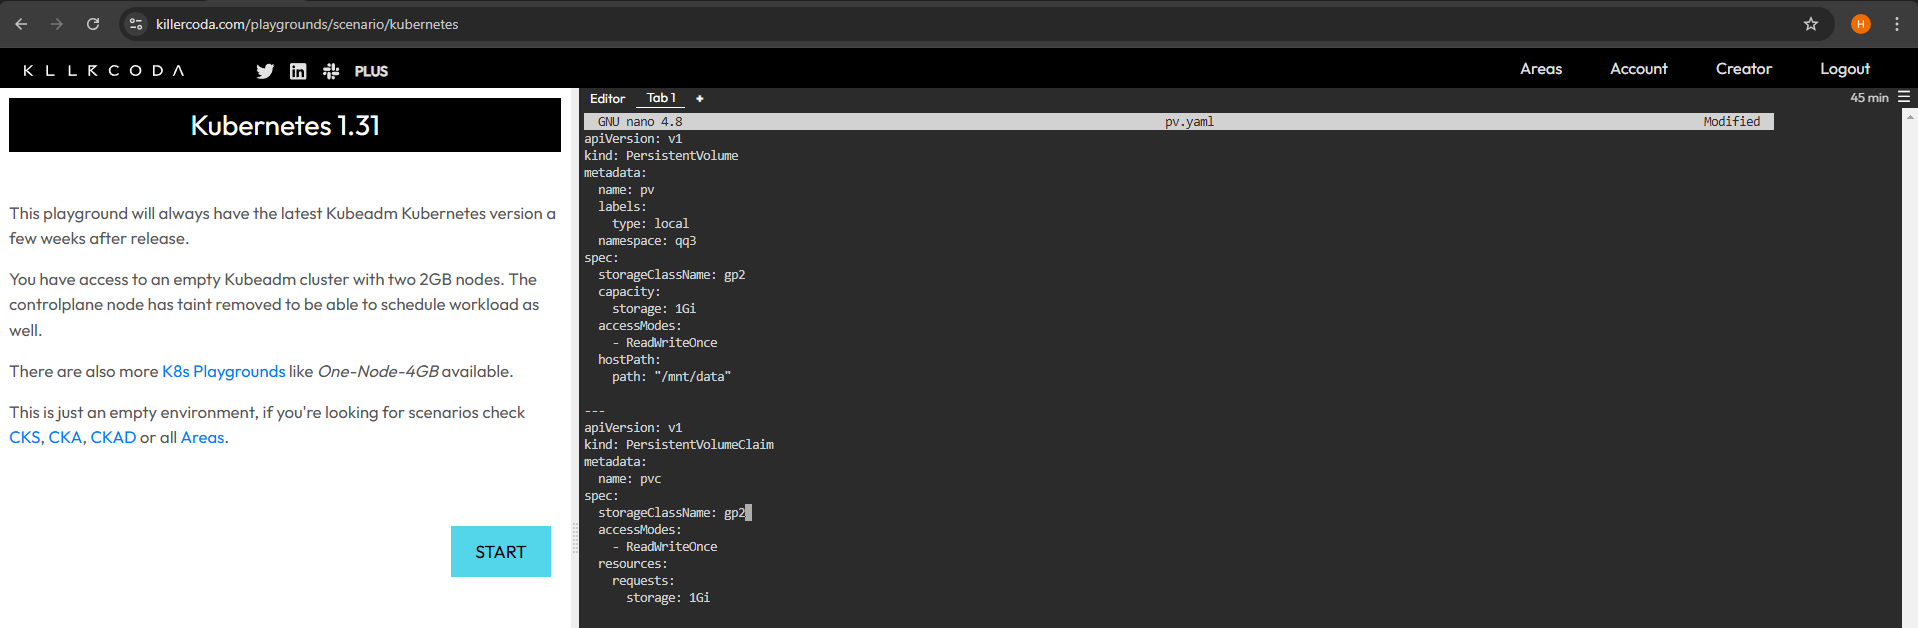 killercoda.com/playgrounds/scenario/kubernetes
H
KLLRCODA
PLUS
Areas
Account
Creator
Logout
Kubernetes 1.31
This playground will always have the latest Kubeadm Kubernetes version a
few weeks after release.
You have access to an empty Kubeadm cluster with two 2GB nodes. The
controlplane node has taint removed to be able to schedule workload as
well.
There are also more K8s Playgrounds like One-Node-4GB available.
This is just an empty environment, if you're looking for scenarios check
CKS, CKA, CKAD or all Areas.
START
Editor
Tab 1
+
45 min
GNU nano 4.8
pv.yaml
Modified
apiVersion: v1
kind: PersistentVolume
metadata:
  name: pv
  labels:
    type: local
  namespace: qq3
spec:
  storageClassName: gp2
  capacity:
    storage: 1Gi
  accessModes:
    - ReadWriteOnce
  hostPath:
    path: "/mnt/data"
---
apiVersion: v1
kind: PersistentVolumeClaim
metadata:
  name: pvc
spec:
  storageClassName: gp2
  accessModes:
    - ReadWriteOnce
  resources:
    requests:
      storage: 1Gi